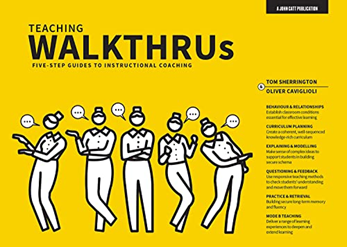 A JOHN CATT PUBLICATION
TEACHING
WALKTHRUs
FIVE-STEP GUIDES TO INSTRUCTIONAL COACHING
TOM SHERRINGTON
&
OLIVER CAVIGLIOLI
BEHAVIOUR & RELATIONSHIPS
Establish classroom conditions
essential for effective learning
CURRICULUM PLANNING
Create a coherent, well-sequenced
knowledge-rich curriculum
EXPLAINING & MODELLING
Make sense of complex ideas to
support students in building
secure schema
QUESTIONING & FEEDBACK
Use responsive teaching methods
to check students' understanding
and move them forward
PRACTICE & RETRIEVAL
Building secure long-term memory
and fluency
MODE B TEACHING
Deliver a range of learning
experiences to deepen and
extend learning